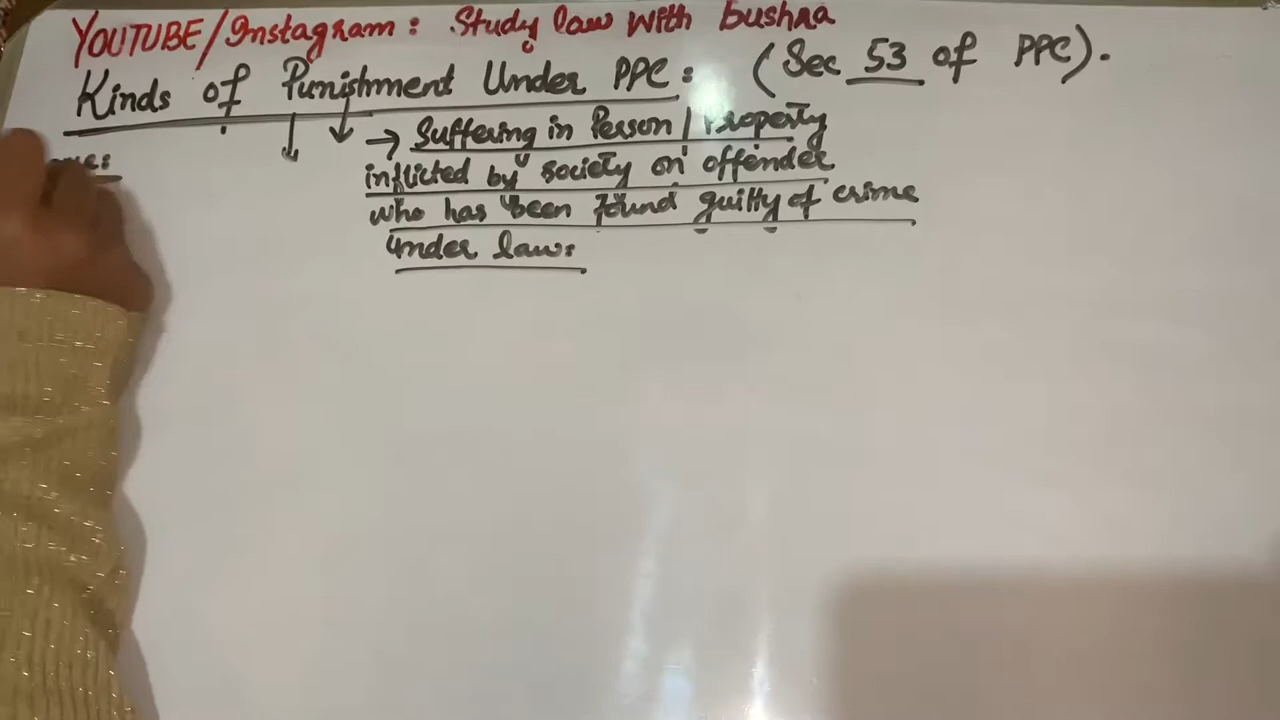 YOUTUBE/Instagram: Study law with bushra
Kinds of Punishment Under PPC: (Sec 53 of PPC).
→ Suffering in Person / Property
inflicted by society on offender
who has been found guilty of crime
under law: